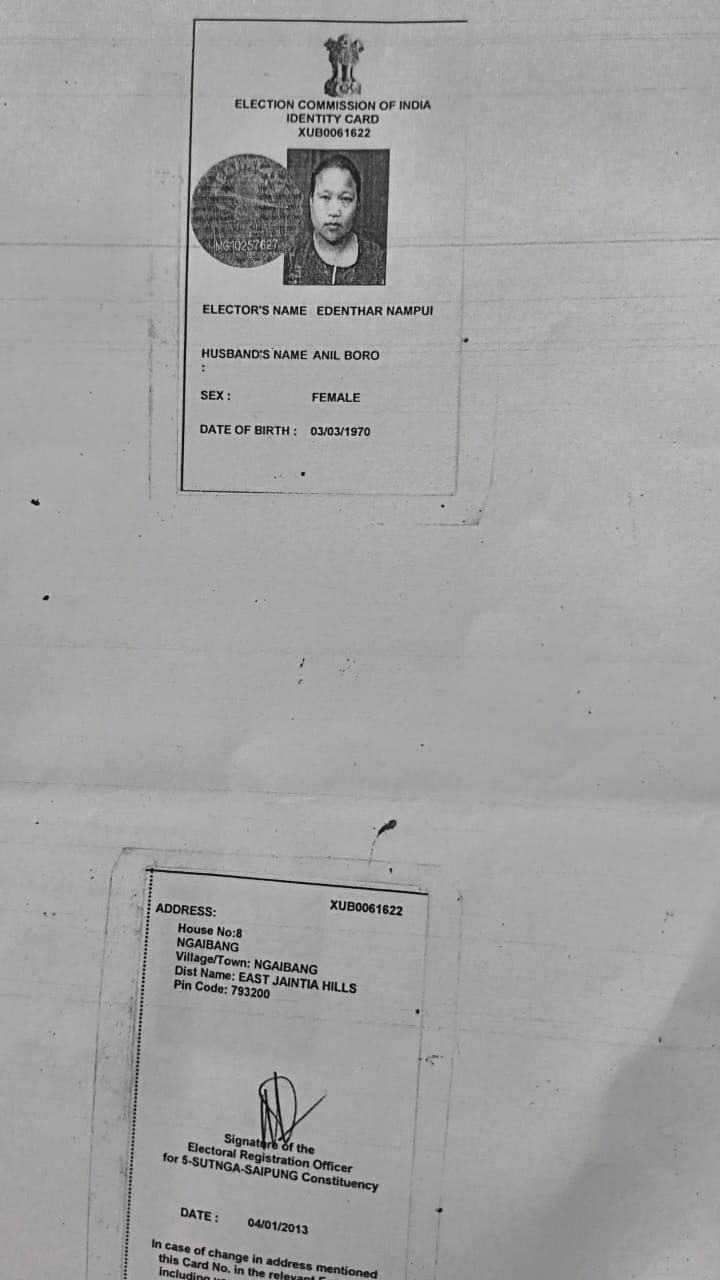 ELECTION COMMISSION OF INDIA
IDENTITY CARD
XUB0061622
MG10257627
ELECTOR'S NAME EDENTHAR NAMPUI
HUSBAND'S NAME ANIL BORO
:
SEX : FEMALE
DATE OF BIRTH : 03/03/1970
XUB0061622
ADDRESS:
House No:8
NGAIBANG
Village/Town: NGAIBANG
Dist Name: EAST JAINTIA HILLS
Pin Code: 793200
Signature of the
Electoral Registration Officer
for 5-SUTNGA-SAIPUNG Constituency
DATE : 04/01/2013
In case of change in address mentioned
this Card No. in the relevant
including